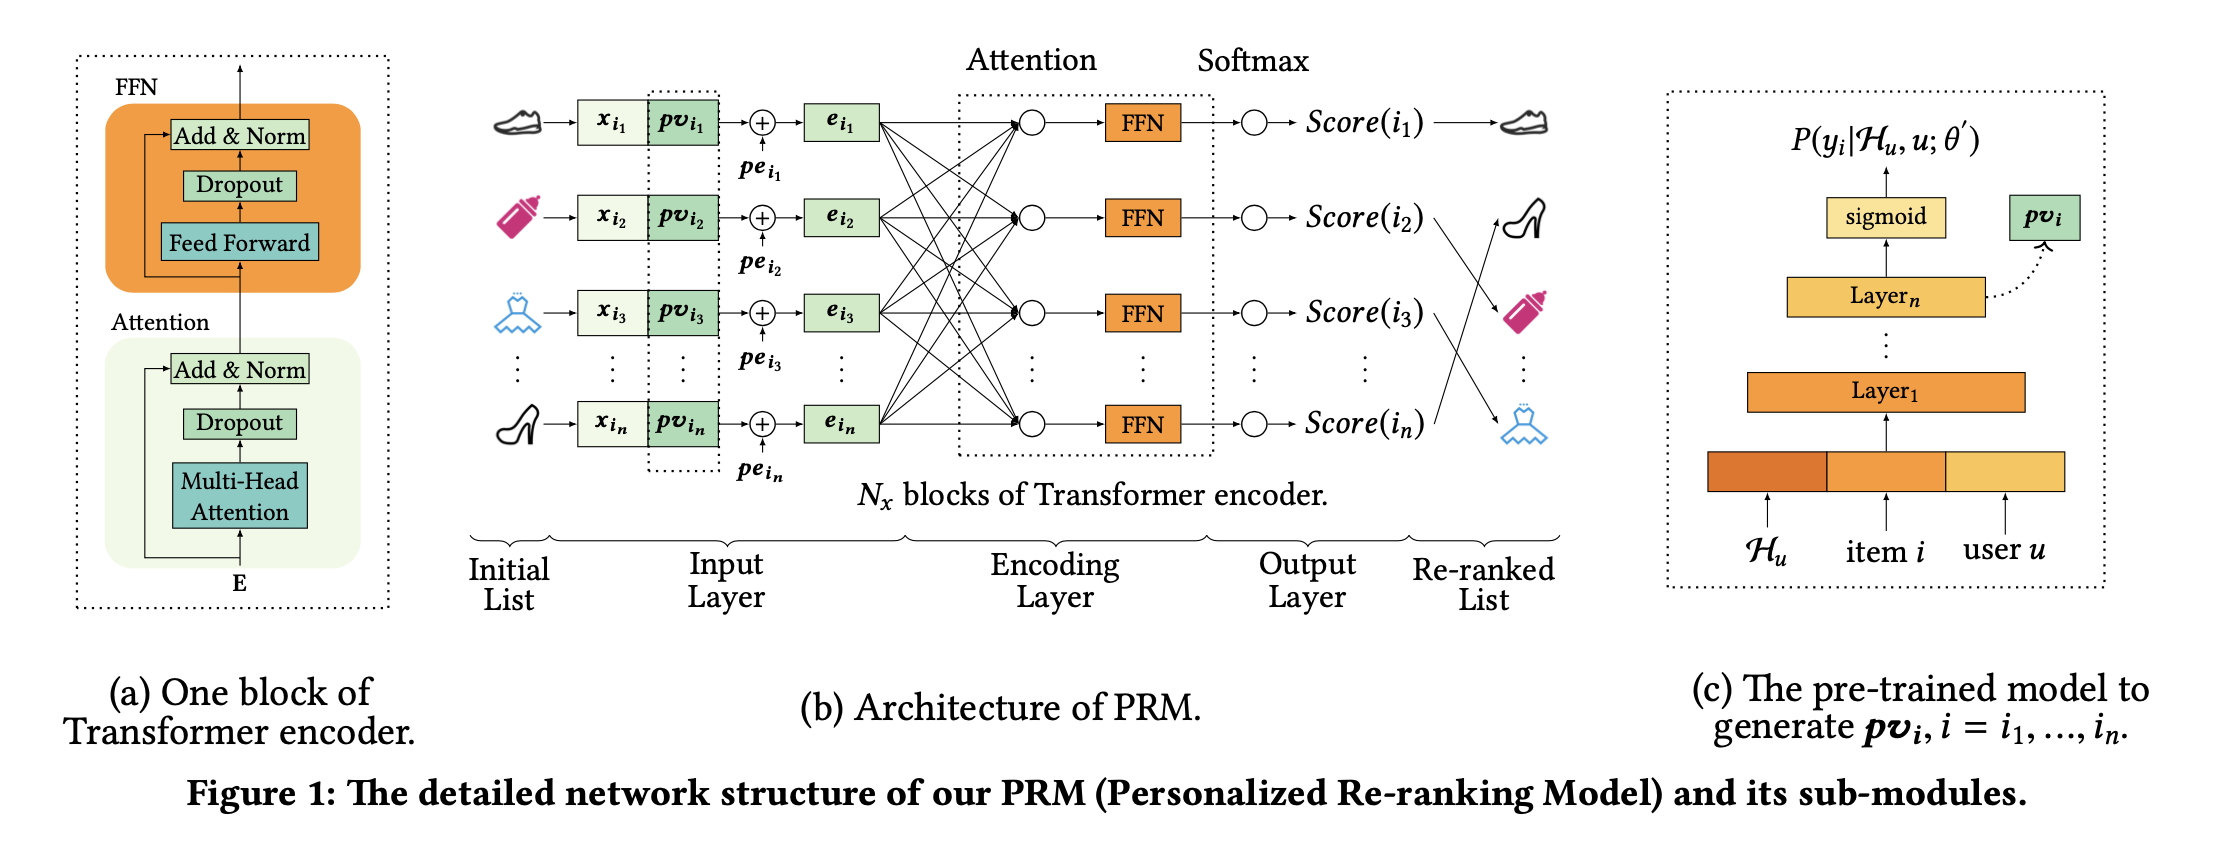 FFN
Add & Norm
Dropout
Feed Forward
Attention
Add & Norm
Dropout
Multi-Head
Attention
E
(a) One block of
Transformer encoder.
Attention Softmax
x_{i_1} pv_{i_1} + e_{i_1} FFN Score(i_1)
pe_{i_1}
x_{i_2} pv_{i_2} + e_{i_2} FFN Score(i_2)
pe_{i_2}
x_{i_3} pv_{i_3} + e_{i_3} FFN Score(i_3)
pe_{i_3}
x_{i_n} pv_{i_n} + e_{i_n} FFN Score(i_n)
pe_{i_n}
N_x blocks of Transformer encoder.
Initial
List
Input
Layer
Encoding
Layer
Output
Layer
Re-ranked
List
(b) Architecture of PRM.
P(y_i|ℋ_u, u; θ′)
sigmoid
pv_i
Layer_n
Layer_1
ℋ_u item i user u
(c) The pre-trained model to
generate pv_i, i = i_1, ..., i_n.
Figure 1: The detailed network structure of our PRM (Personalized Re-ranking Model) and its sub-modules.